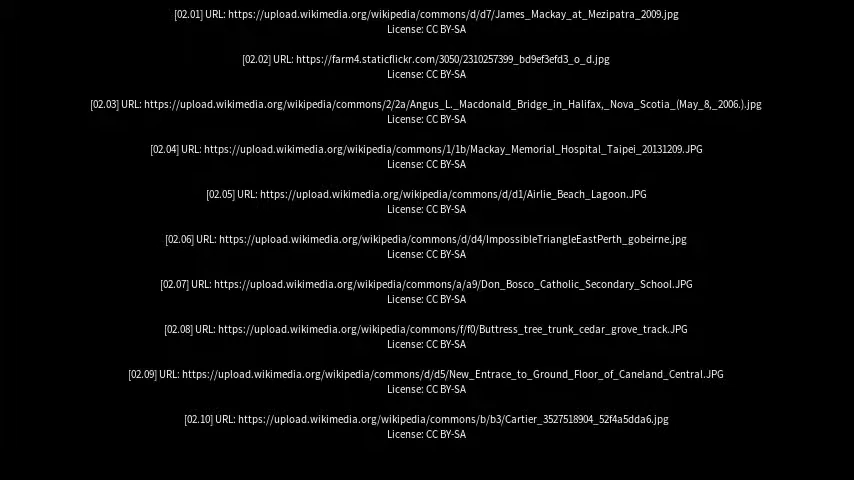 [02.01] URL: https://upload.wikimedia.org/wikipedia/commons/d/d7/James_Mackay_at_Mezipatra_2009.jpg
License: CC BY-SA
[02.02] URL: https://farm4.staticflickr.com/3050/2310257399_bd9ef3efd3_o_d.jpg
License: CC BY-SA
[02.03] URL: https://upload.wikimedia.org/wikipedia/commons/2/2a/Angus_L._Macdonald_Bridge_in_Halifax,_Nova_Scotia_(May_8,_2006.).jpg
License: CC BY-SA
[02.04] URL: https://upload.wikimedia.org/wikipedia/commons/1/1b/Mackay_Memorial_Hospital_Taipei_20131209.JPG
License: CC BY-SA
[02.05] URL: https://upload.wikimedia.org/wikipedia/commons/d/d1/Airlie_Beach_Lagoon.JPG
License: CC BY-SA
[02.06] URL: https://upload.wikimedia.org/wikipedia/commons/d/d4/ImpossibleTriangleEastPerth_gobeirne.jpg
License: CC BY-SA
[02.07] URL: https://upload.wikimedia.org/wikipedia/commons/a/a9/Don_Bosco_Catholic_Secondary_School.JPG
License: CC BY-SA
[02.08] URL: https://upload.wikimedia.org/wikipedia/commons/f/f0/Buttress_tree_trunk_cedar_grove_track.JPG
License: CC BY-SA
[02.09] URL: https://upload.wikimedia.org/wikipedia/commons/d/d5/New_Entrace_to_Ground_Floor_of_Caneland_Central.JPG
License: CC BY-SA
[02.10] URL: https://upload.wikimedia.org/wikipedia/commons/b/b3/Cartier_3527518904_52f4a5dda6.jpg
License: CC BY-SA